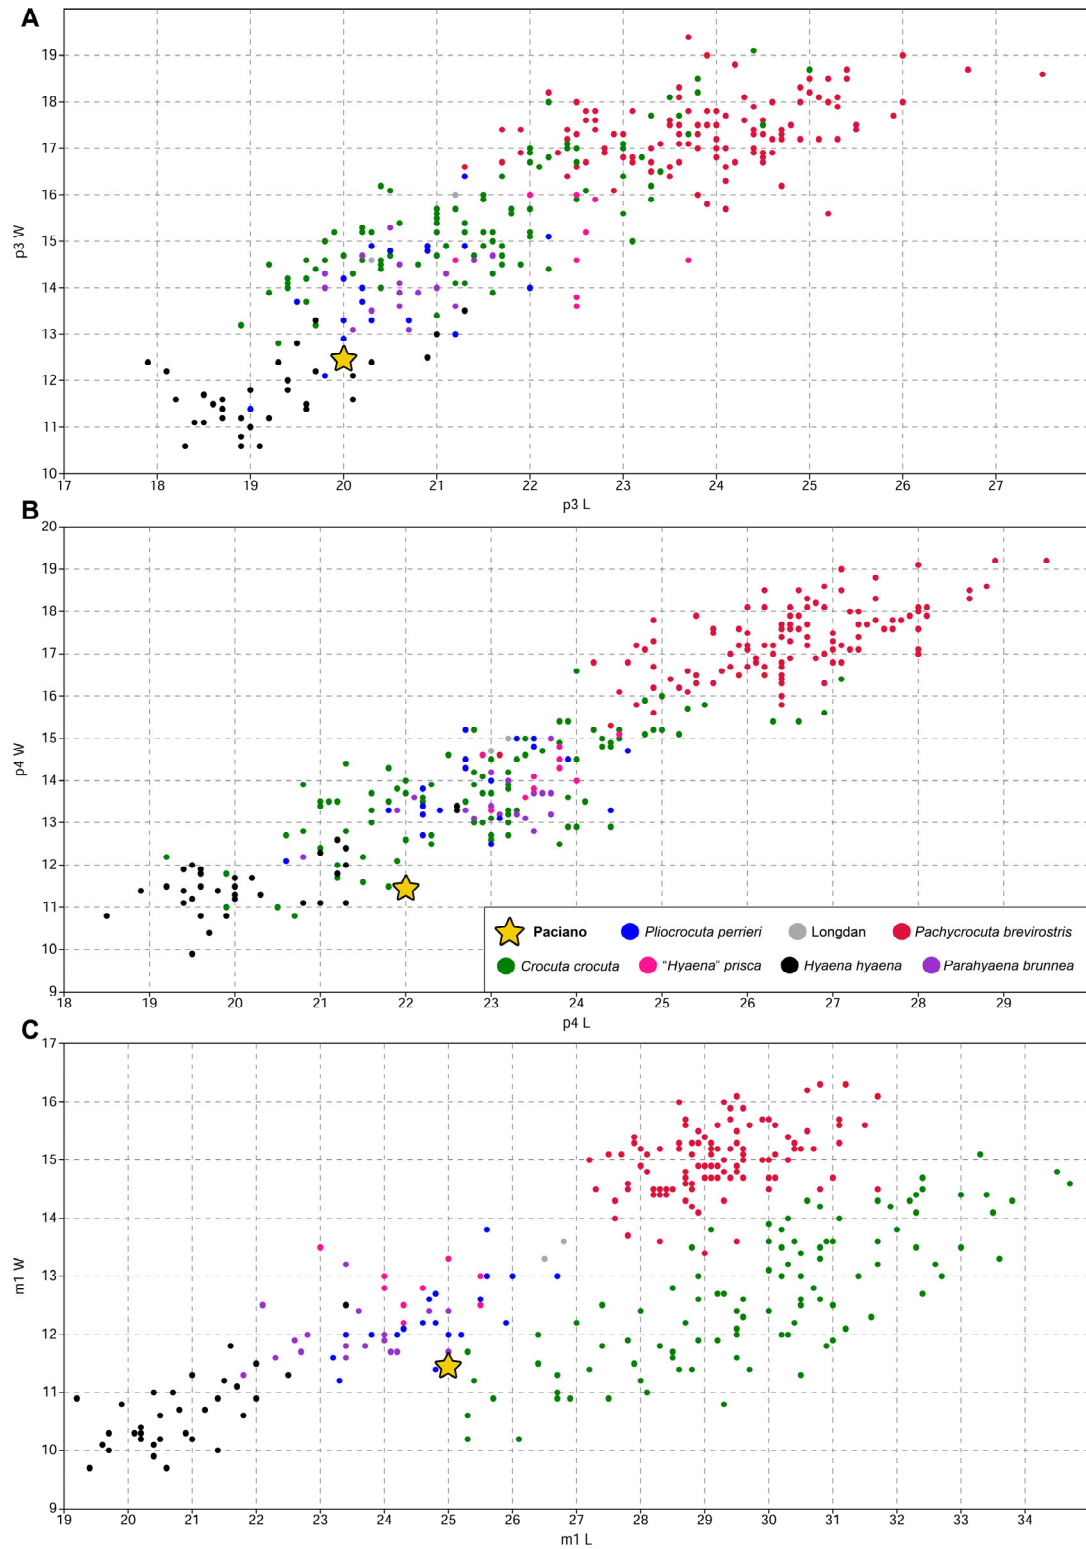 A
19
18
17
16
15
14
13
12
11
10
p3 W
17 18 19 20 21 22 23 24 25 26 27
p3 L
B
20
19
18
17
16
15
14
13
12
11
10
9
p4 W
Paciano Pliocrocuta perrieri Longdan Pachycrocuta brevirostris
Crocuta crocuta "Hyaena" prisca Hyaena hyaena Parahyaena brunnea
18 19 20 21 22 23 24 25 26 27 28 29
p4 L
C
17
16
15
14
13
12
11
10
9
m1 W
19 20 21 22 23 24 25 26 27 28 29 30 31 32 33 34
m1 L